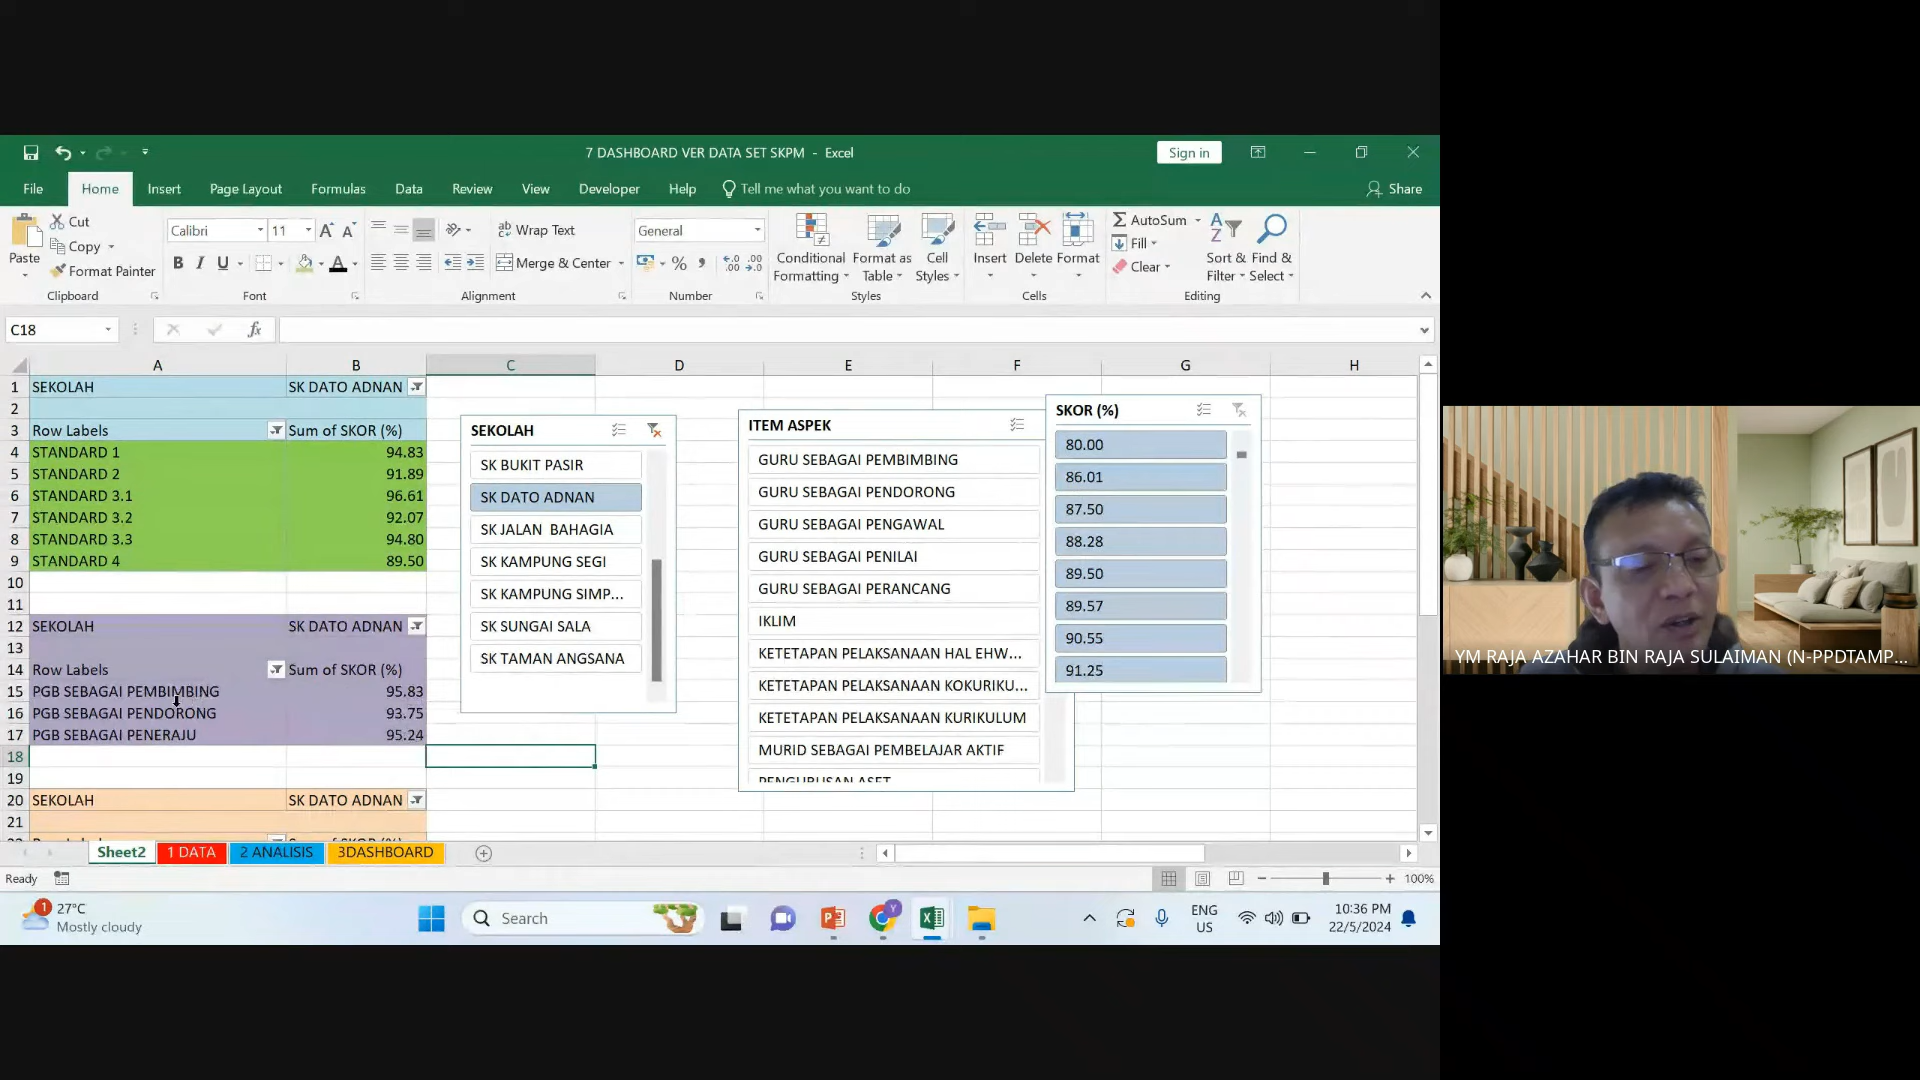 7 DASHBOARD VER DATA SET SKPM - Excel
Sign in
File Home Insert Page Layout Formulas Data Review View Developer Help Tell me what you want to do Share
Paste
Cut
Copy
Format Painter
Clipboard
Calibri 11
B I U
Font
Wrap Text
Merge & Center
Alignment
General
Number
Conditional Formatting
Format as Table
Cell Styles
Styles
Insert Delete Format
Cells
AutoSum
Fill
Clear
Sort & Filter
Find & Select
Editing
C18
fx
A B C D E F G H
1 SEKOLAH SK DATO ADNAN
2
3 Row Labels Sum of SKOR (%)
4 STANDARD 1 94.83
5 STANDARD 2 91.89
6 STANDARD 3.1 96.61
7 STANDARD 3.2 92.07
8 STANDARD 3.3 94.80
9 STANDARD 4 89.50
10
11
12 SEKOLAH SK DATO ADNAN
13
14 Row Labels Sum of SKOR (%)
15 PGB SEBAGAI PEMBIMBING 95.83
16 PGB SEBAGAI PENDORONG 93.75
17 PGB SEBAGAI PENERAJU 95.24
18
19
20 SEKOLAH SK DATO ADNAN
21
22 Row Labels Sum of SKOR (%)
SEKOLAH
SK BUKIT PASIR
SK DATO ADNAN
SK JALAN  BAHAGIA
SK KAMPUNG SEGI
SK KAMPUNG SIMP...
SK SUNGAI SALA
SK TAMAN ANGSANA
ITEM ASPEK
GURU SEBAGAI PEMBIMBING
GURU SEBAGAI PENDORONG
GURU SEBAGAI PENGAWAL
GURU SEBAGAI PENILAI
GURU SEBAGAI PERANCANG
IKLIM
KETETAPAN PELAKSANAAN HAL EHW...
KETETAPAN PELAKSANAAN KOKURIKU...
KETETAPAN PELAKSANAAN KURIKULUM
MURID SEBAGAI PEMBELAJAR AKTIF
PENGURUSAN ASET
SKOR (%)
80.00
86.01
87.50
88.28
89.50
89.57
90.55
91.25
YM RAJA AZAHAR BIN RAJA SULAIMAN (N-PPDTAMP...
Sheet2 1 DATA 2 ANALISIS 3DASHBOARD
Ready
100%
1
27°C
Mostly cloudy
Search
Y
ENG
US
10:36 PM
22/5/2024